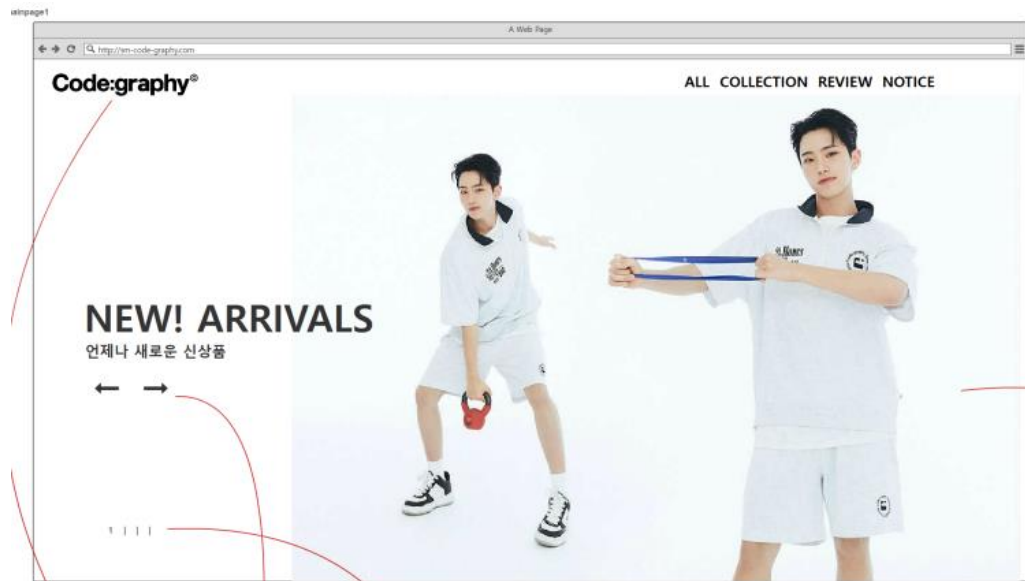 ainpage1
A Web Page
http://sm-code-graphy.com
Code:graphy®
ALL COLLECTION REVIEW NOTICE
NEW! ARRIVALS
언제나 새로운 신상품